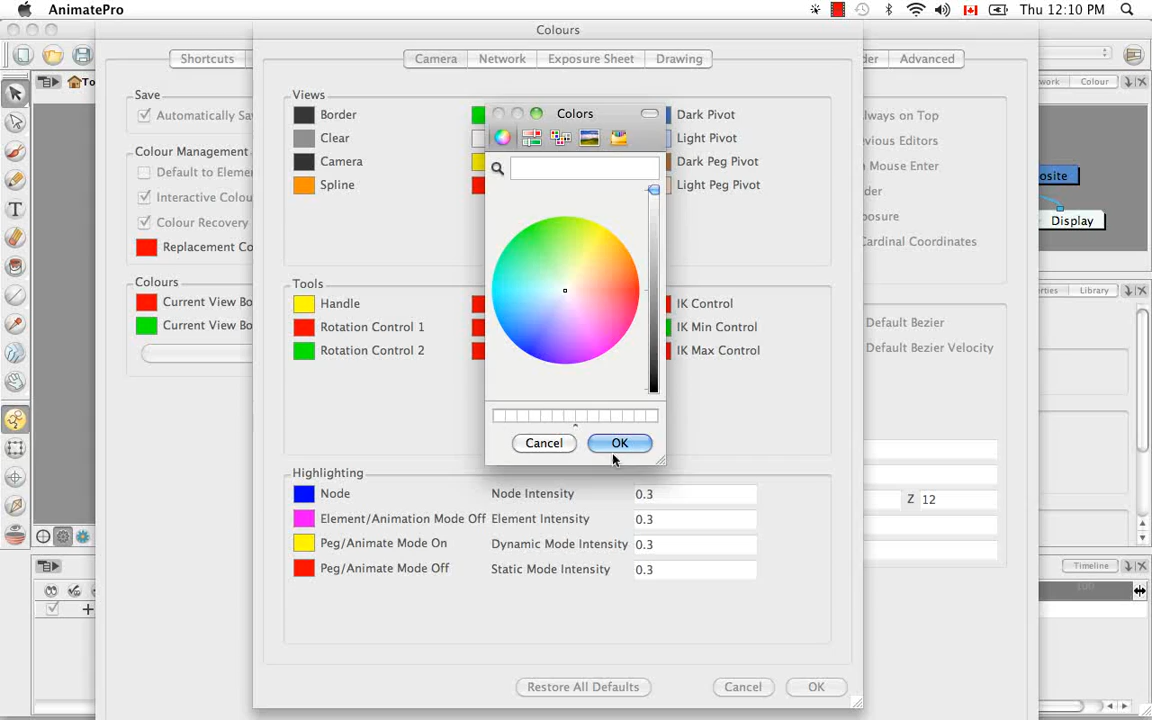 AnimatePro
Thu 12:10 PM
Colours
Shortcuts
Camera
Network
Exposure Sheet
Drawing
der
Advanced
work
Colour
To
Save
Automatically Sa
Colour Management
Default to Eleme
Interactive Colou
Colour Recovery
Replacement Co
Colours
Current View Bo
Current View Bo
Views
Border
Clear
Camera
Spline
Dark Pivot
Light Pivot
Dark Peg Pivot
Light Peg Pivot
Tools
Handle
Rotation Control 1
Rotation Control 2
IK Control
IK Min Control
IK Max Control
Highlighting
Node
Node Intensity
0.3
Element/Animation Mode Off
Element Intensity
0.3
Peg/Animate Mode On
Dynamic Mode Intensity
0.3
Peg/Animate Mode Off
Static Mode Intensity
0.3
Restore All Defaults
Cancel
OK
Colors
Cancel
OK
lways on Top
evious Editors
Mouse Enter
der
posure
Cardinal Coordinates
Default Bezier
Default Bezier Velocity
Z 12
osite
Display
erties
Library
Timeline
100